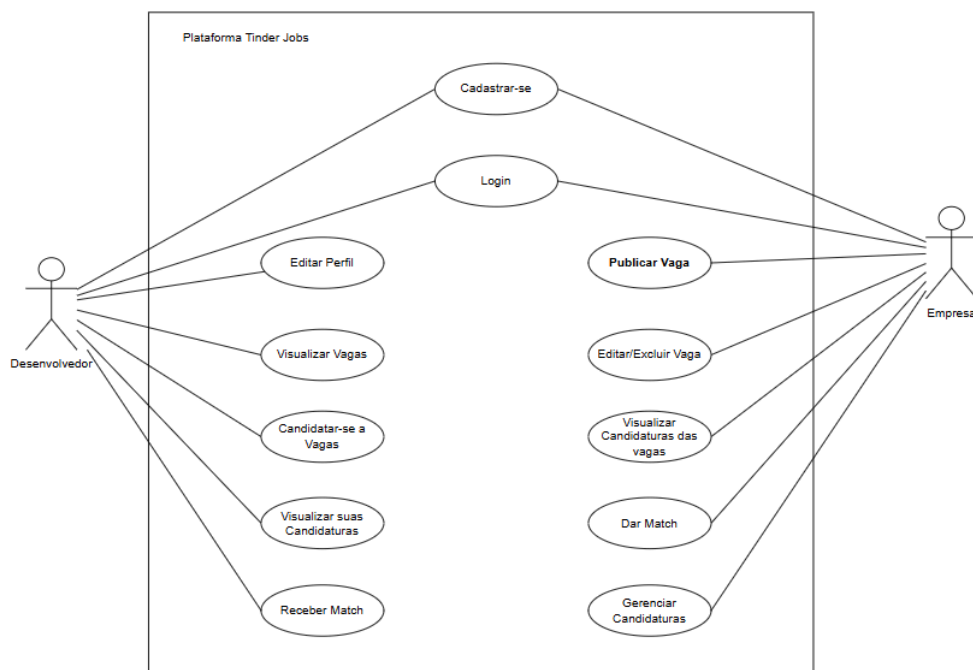 Plataforma Tinder Jobs
Cadastrar-se
Login
Editar Perfil
Publicar Vaga
Empresa
Visualizar Vagas
Editar/Excluir Vaga
Desenvolvedor
Candidatar-se a
Vagas
Visualizar
Candidaturas das
vagas
Visualizar suas
Candidaturas
Dar Match
Receber Match
Gerenciar
Candidaturas